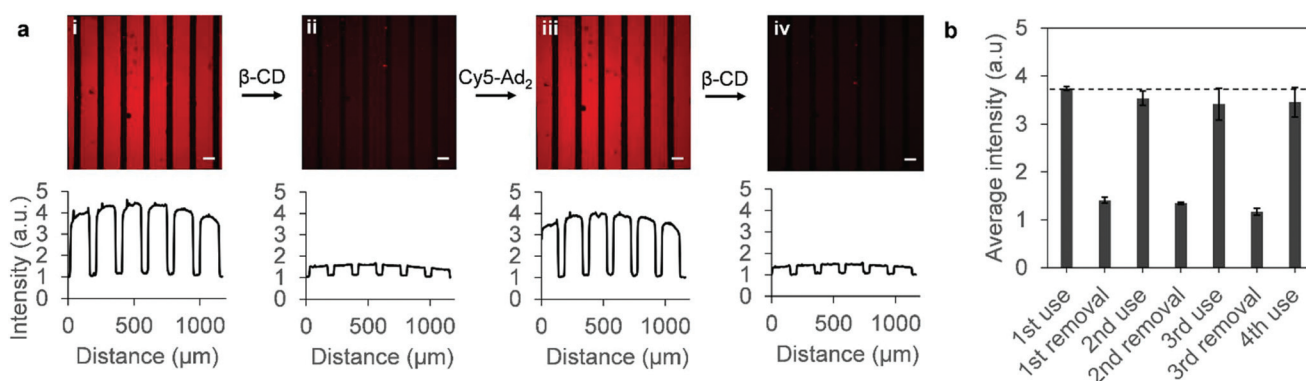 a
i
β-CD
ii
Cy5-Ad₂
iii
β-CD
iv
Intensity (a.u.)
5
4
3
2
1
0
0 500 1000
Distance (µm)
5
4
3
2
1
0
0 500 1000
Distance (µm)
5
4
3
2
1
0
0 500 1000
Distance (µm)
5
4
3
2
1
0
0 500 1000
Distance (µm)
b
Average intensity (a.u)
5
4
3
2
1
0
1st use
1st removal
2nd use
2nd removal
3rd use
3rd removal
4th use